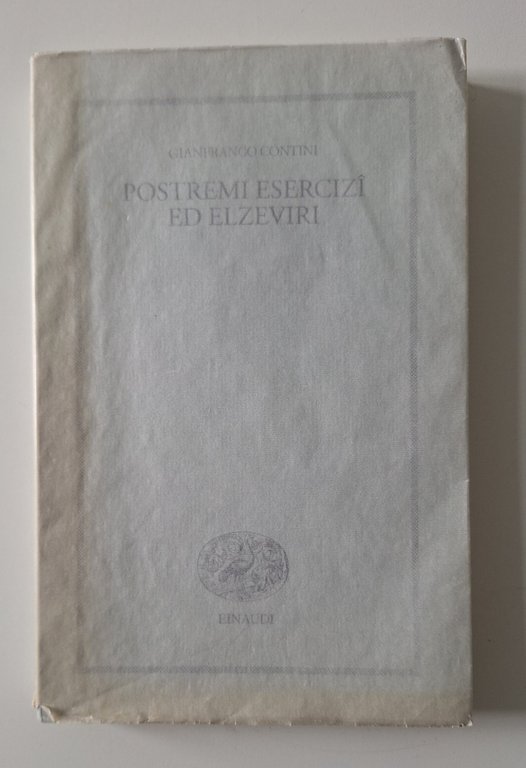 GIANFRANCO CONTINI
POSTREMI ESERCIZÎ
ED ELZEVIRI
EINAUDI